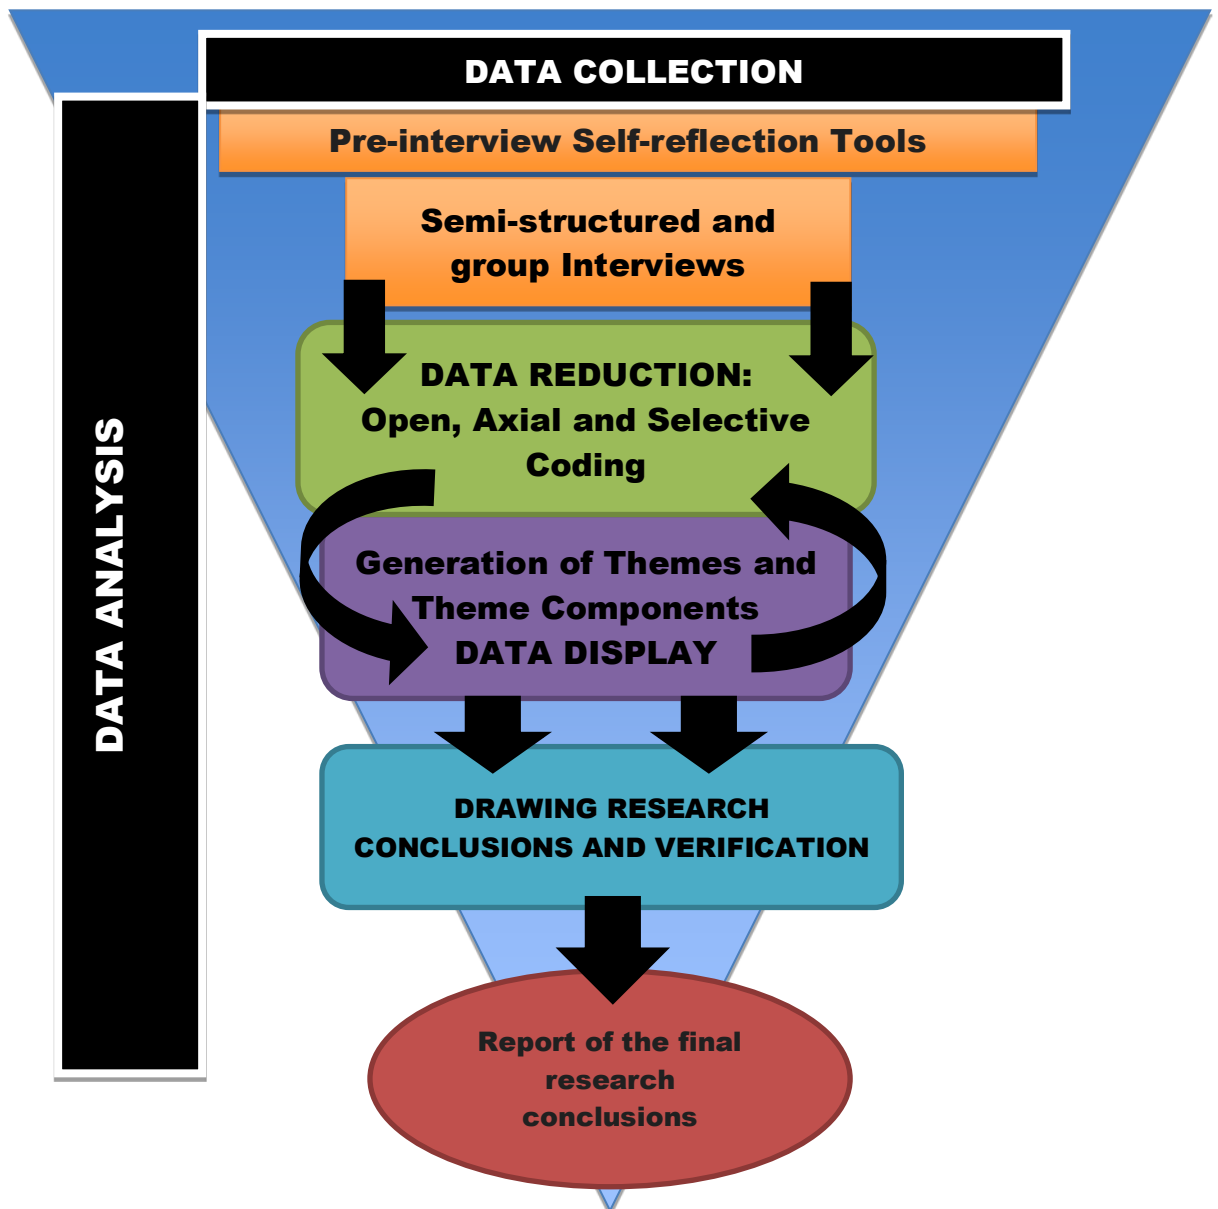 DATA COLLECTION
Pre-interview Self-reflection Tools
Semi-structured and
group Interviews
DATA REDUCTION:
Open, Axial and Selective
Coding
Generation of Themes and
Theme Components
DATA DISPLAY
DRAWING RESEARCH
CONCLUSIONS AND VERIFICATION
Report of the final
research
conclusions
DATA ANALYSIS